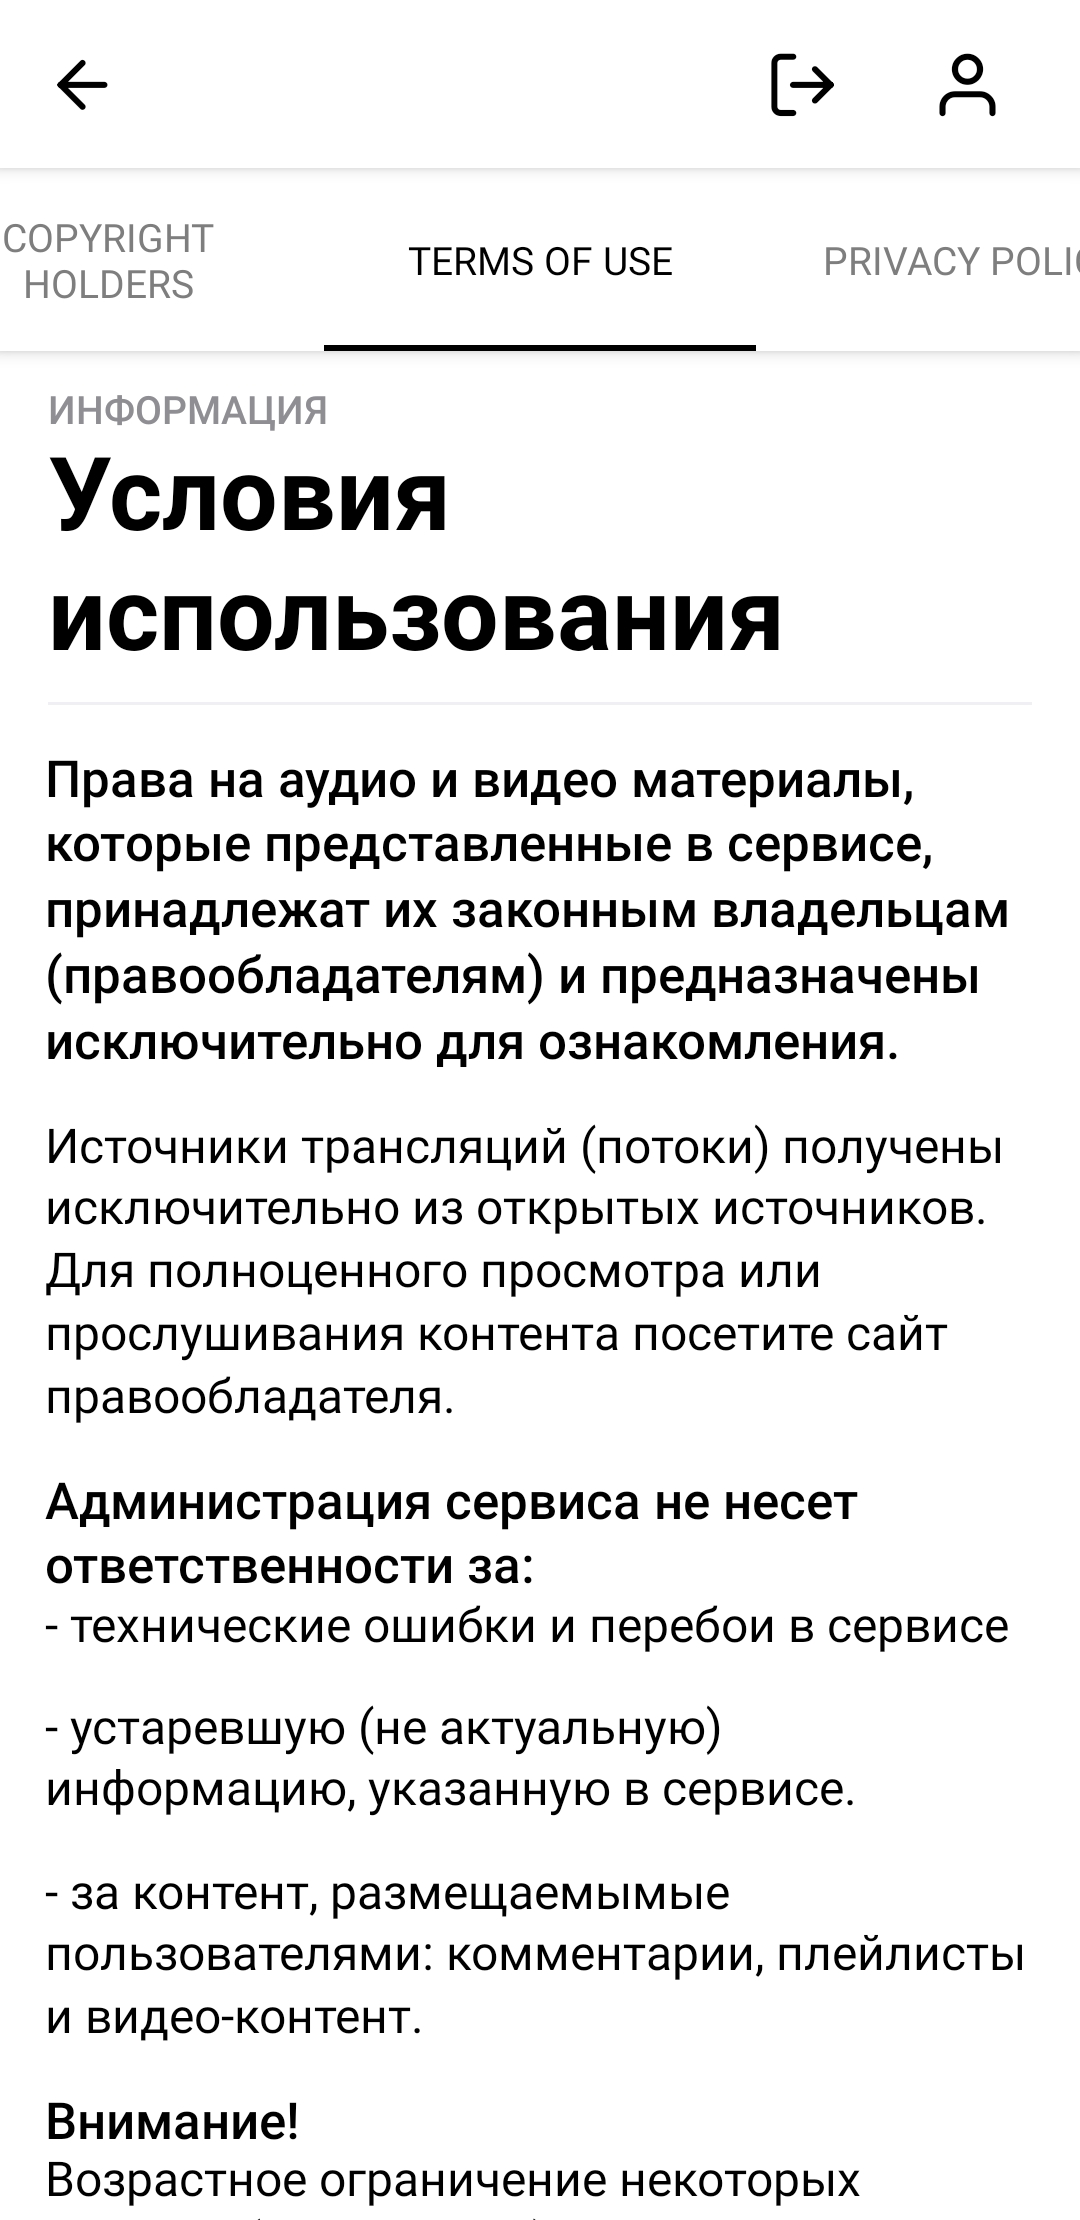 COPYRIGHT
HOLDERS
TERMS OF USE
PRIVACY POLIC
ИНФОРМАЦИЯ
Условия
использования
Права на аудио и видео материалы,
которые представленные в сервисе,
принадлежат их законным владельцам
(правообладателям) и предназначены
исключительно для ознакомления.
Источники трансляций (потоки) получены
исключительно из открытых источников.
Для полноценного просмотра или
прослушивания контента посетите сайт
правообладателя.
Администрация сервиса не несет
ответственности за:
- технические ошибки и перебои в сервисе
- устаревшую (не актуальную)
информацию, указанную в сервисе.
- за контент, размещаемымые
пользователями: комментарии, плейлисты
и видео-контент.
Внимание!
Возрастное ограничение некоторых